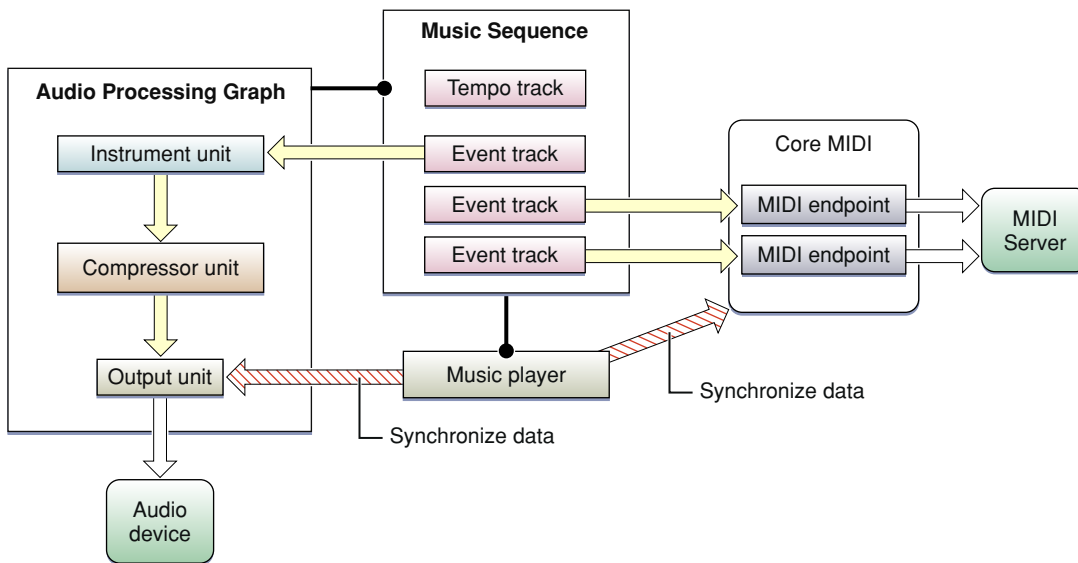 Music Sequence
Tempo track
Event track
Event track
Event track
Audio Processing Graph
Instrument unit
Compressor unit
Output unit
Audio
device
Core MIDI
MIDI endpoint
MIDI endpoint
MIDI
Server
Music player
Synchronize data
Synchronize data